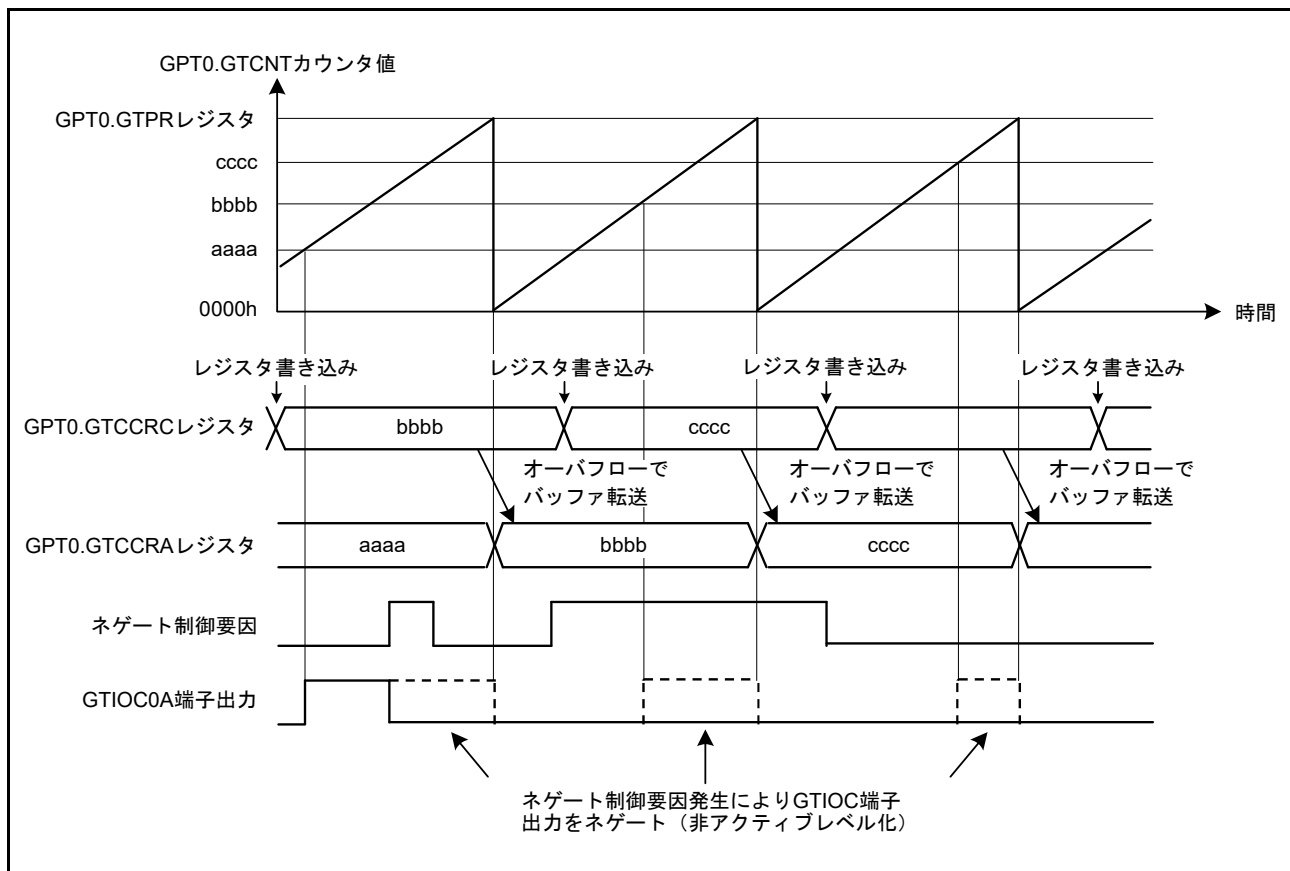 GPT0.GTCNTカウンタ値
GPT0.GTPRレジスタ
cccc
bbbb
aaaa
0000h
時間
レジスタ書き込み
レジスタ書き込み
レジスタ書き込み
レジスタ書き込み
GPT0.GTCCRCレジスタ
bbbb
cccc
オーバフローで
バッファ転送
オーバフローで
バッファ転送
オーバフローで
バッファ転送
GPT0.GTCCRAレジスタ
aaaa
bbbb
cccc
ネゲート制御要因
GTIOC0A端子出力
ネゲート制御要因発生によりGTIOC端子
出力をネゲート（非アクティブレベル化）